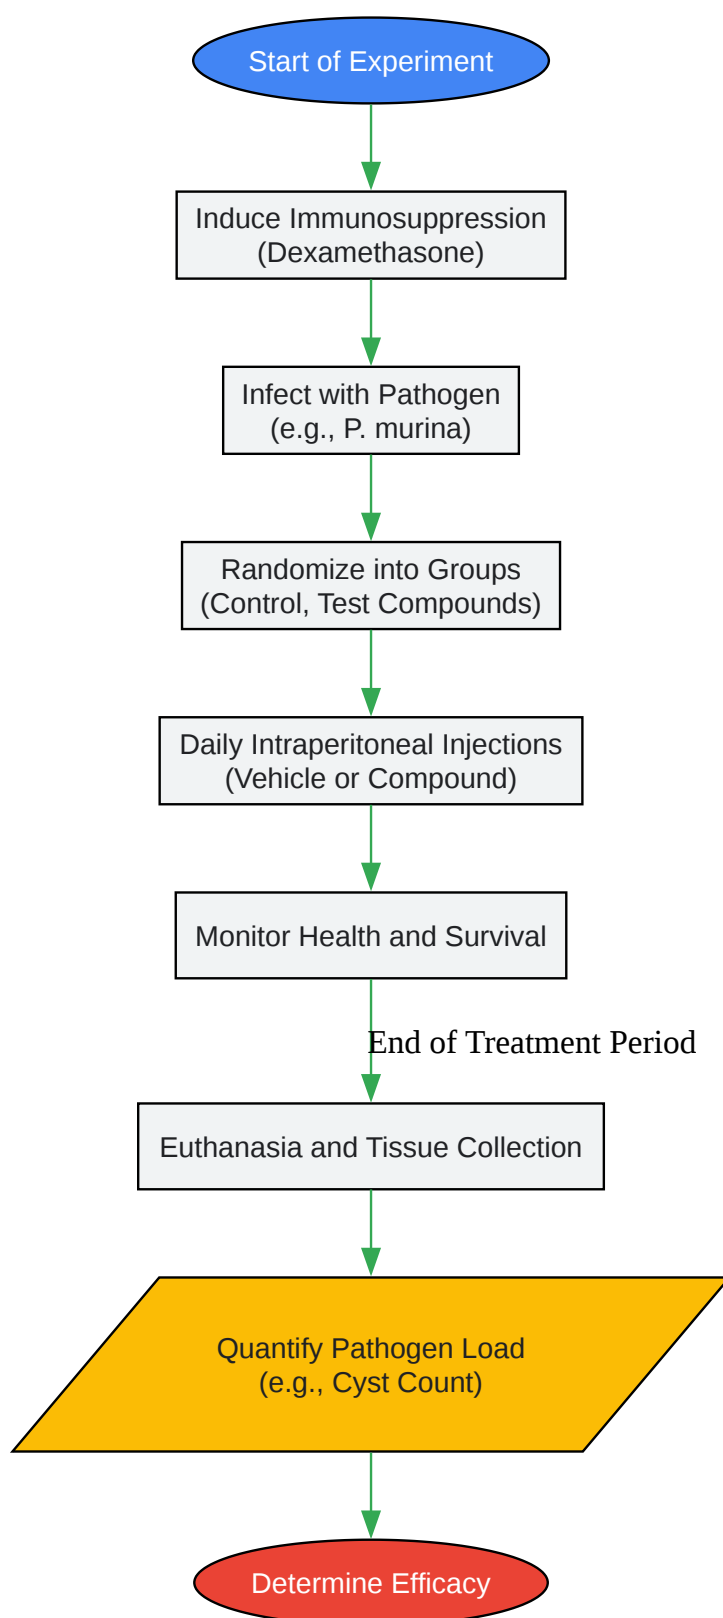 Start of Experiment
Induce Immunosuppression
(Dexamethasone)
Infect with Pathogen
(e.g., P. murina)
Randomize into Groups
(Control, Test Compounds)
Daily Intraperitoneal Injections
(Vehicle or Compound)
Monitor Health and Survival
End of Treatment Period
Euthanasia and Tissue Collection
Quantify Pathogen Load
(e.g., Cyst Count)
Determine Efficacy